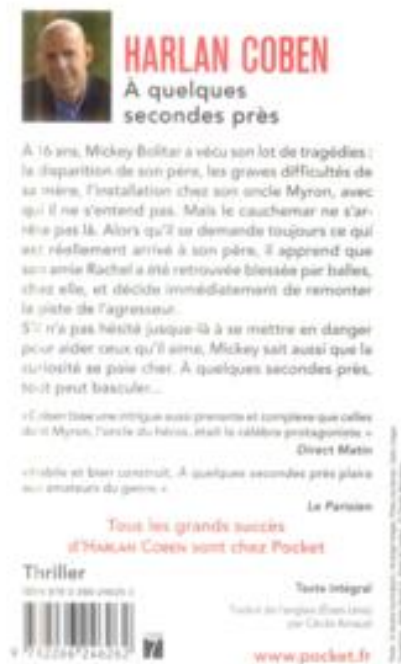 HARLAN COBEN
À quelques
secondes près
À 16 ans, Mickey Bolitar a vécu son lot de tragédies :
la disparition de son père, les graves difficultés de
sa mère, l'installation chez son oncle Myron, avec
qui il ne s'entend pas. Mais le cauchemar ne s'ar-
rête pas là. Alors qu'il se demande toujours ce qui
est réellement arrivé à son père, il apprend que
son amie Rachel a été retrouvée blessée par balles,
chez elle, et décide immédiatement de remonter
la piste de l'agresseur.
S'il n'a pas hésité jusque-là à se mettre en danger
pour aider ceux qu'il aime, Mickey sait aussi que la
curiosité se paie cher. À quelques secondes près,
tout peut basculer...
« Coben tisse une intrigue aussi prenante et complexe que celles
dont Myron, l'oncle du héros, était le célèbre protagoniste. »
Direct Matin
« Habile et bien construit, À quelques secondes près plaira
aux amateurs du genre. »
Le Parisien
Tous les grands succès
d'HARLAN COBEN sont chez Pocket
Thriller
Texte intégral
Traduit de l'anglais (États-Unis)
par Cécile Arnaud
www.pocket.fr